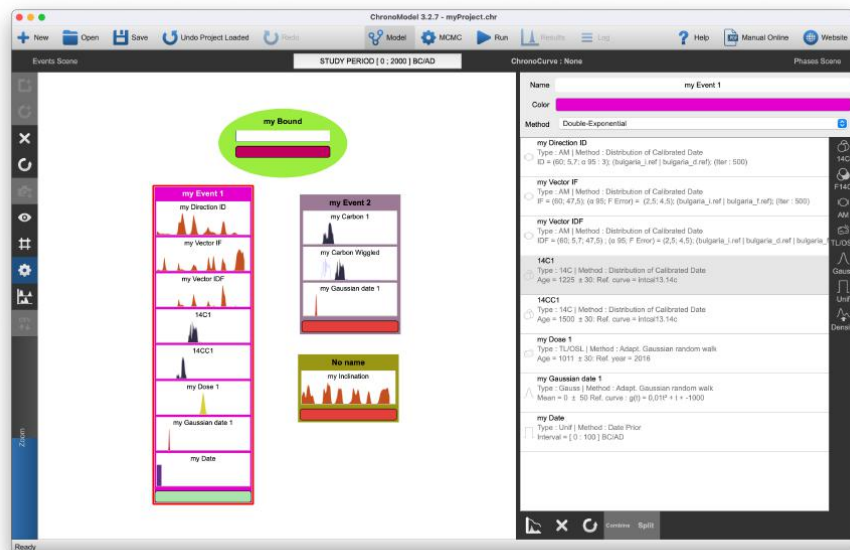 ChronoModel 3.2.7 - myProject.chr
New Open Save Undo Project Loaded Redo Model MCMC Run Results Log Help Manual Online Website
Events Scene STUDY PERIOD [ 0 ; 2000 ] BC/AD ChronoCurve : None Phases Scene
my Bound
my Event 1
my Direction ID
my Vector IF
my Vector IDF
14C1
14CC1
my Dose 1
my Gaussian date 1
my Date
my Event 2
my Carbon 1
my Carbon Wiggled
my Gaussian date 1
No name
my Inclination
Zoom
Name my Event 1
Color
Method Double-Exponential
my Direction ID
Type : AM | Method : Distribution of Calibrated Date
ID = (60; 5,7; α 95 : 3); (bulgaria_i.ref | bulgaria_d.ref); (Iter : 500)
my Vector IF
Type : AM | Method : Distribution of Calibrated Date
IF = (60; 47,5); (α 95; F Error) = (2,5; 4,5); (bulgaria_i.ref | bulgaria_f.ref); (Iter : 500)
my Vector IDF
Type : AM | Method : Distribution of Calibrated Date
IDF = (60; 5,7; 47,5) ; (α 95; F Error) = (2,5; 4,5); (bulgaria_i.ref | bulgaria_d.ref | bulgaria_f
14C1
Type : 14C | Method : Distribution of Calibrated Date
Age = 1225 ± 30: Ref. curve = intcal13.14c
14CC1
Type : 14C | Method : Distribution of Calibrated Date
Age = 1500 ± 30: Ref. curve = intcal13.14c
my Dose 1
Type : TL/OSL | Method : Adapt. Gaussian random walk
Age = 1011 ± 30: Ref. year = 2016
my Gaussian date 1
Type : Gauss | Method : Adapt. Gaussian random walk
Mean = 0 ± 50 Ref. curve : g(t) = 0,01t² + t + -1000
my Date
Type : Unif | Method : Date Prior
Interval = [ 0 : 100 ] BC/AD
14C
F14C
AM
TL/OSL
Gauss
Unif
Density
Combine Split
Ready